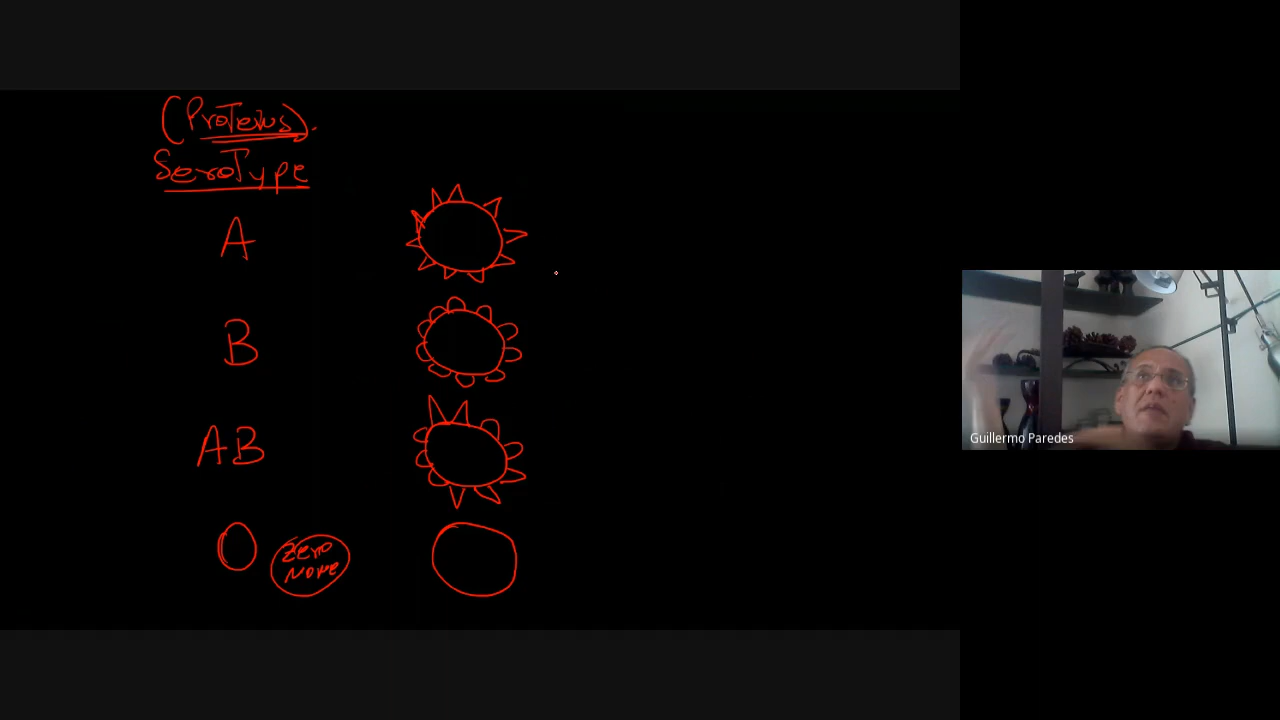 (Proteins).
SeroType
A
B
AB
O
Zero
None
Guillermo Paredes